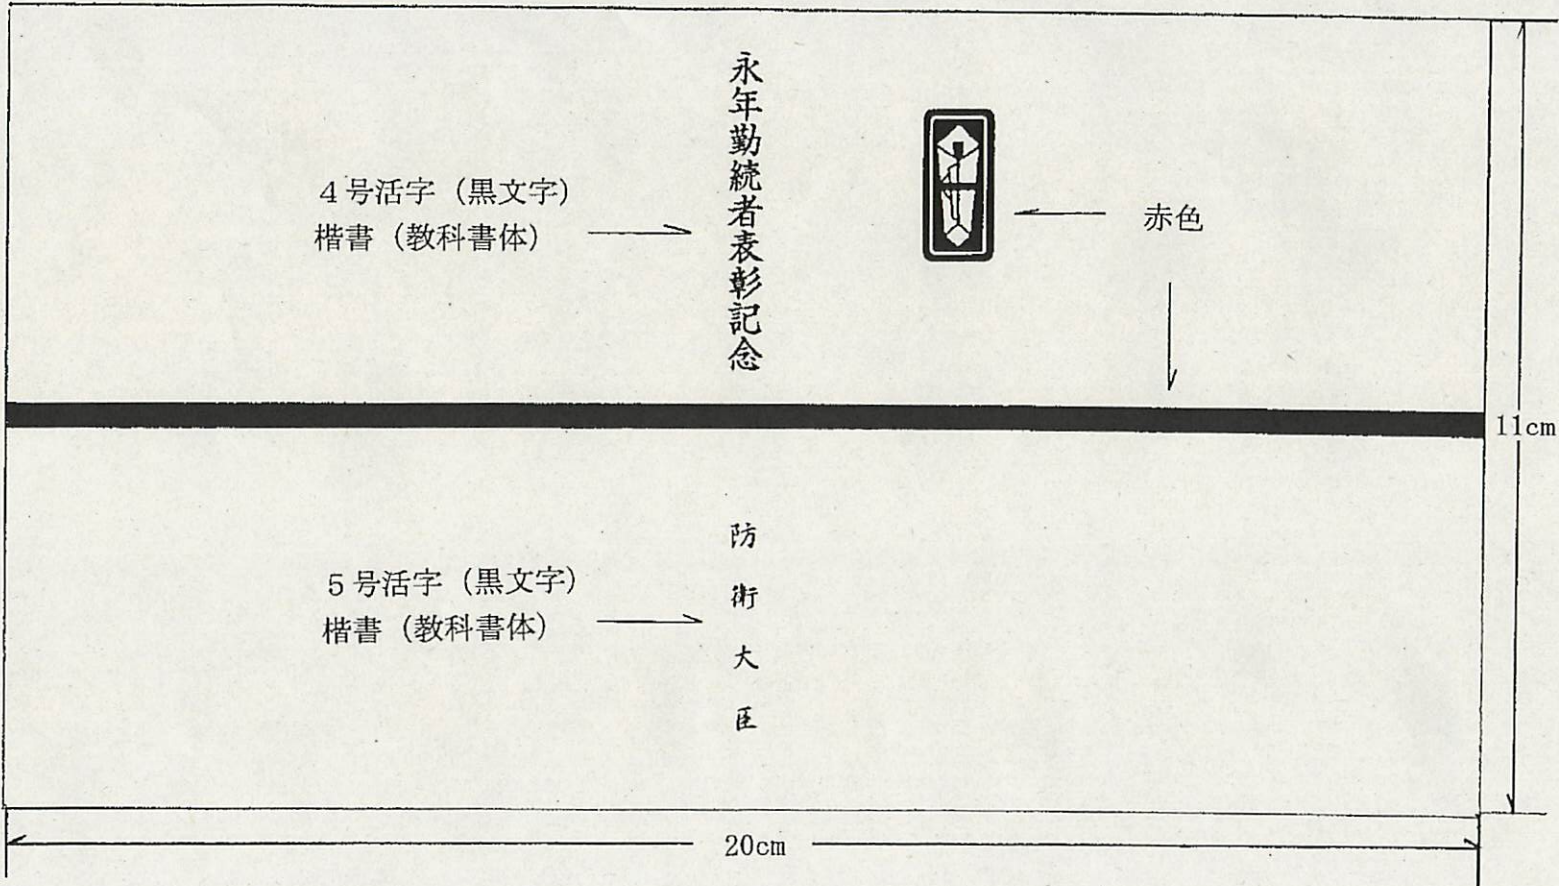 永年勤続者表彰記念
4号活字（黒文字）
楷書（教科書体）
赤色
11cm
防衛大臣
5号活字（黒文字）
楷書（教科書体）
20cm